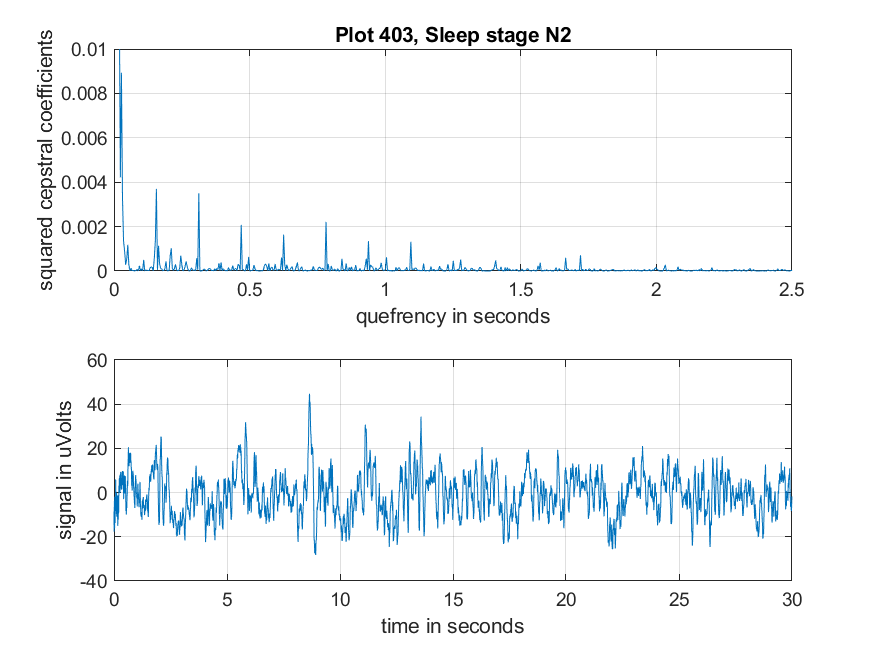 Plot 403, Sleep stage N2
squared cepstral coefficients
0.01
0.008
0.006
0.004
0.002
0
0 0.5 1 1.5 2 2.5
quefrency in seconds
signal in uVolts
60
40
20
0
-20
-40
0 5 10 15 20 25 30
time in seconds